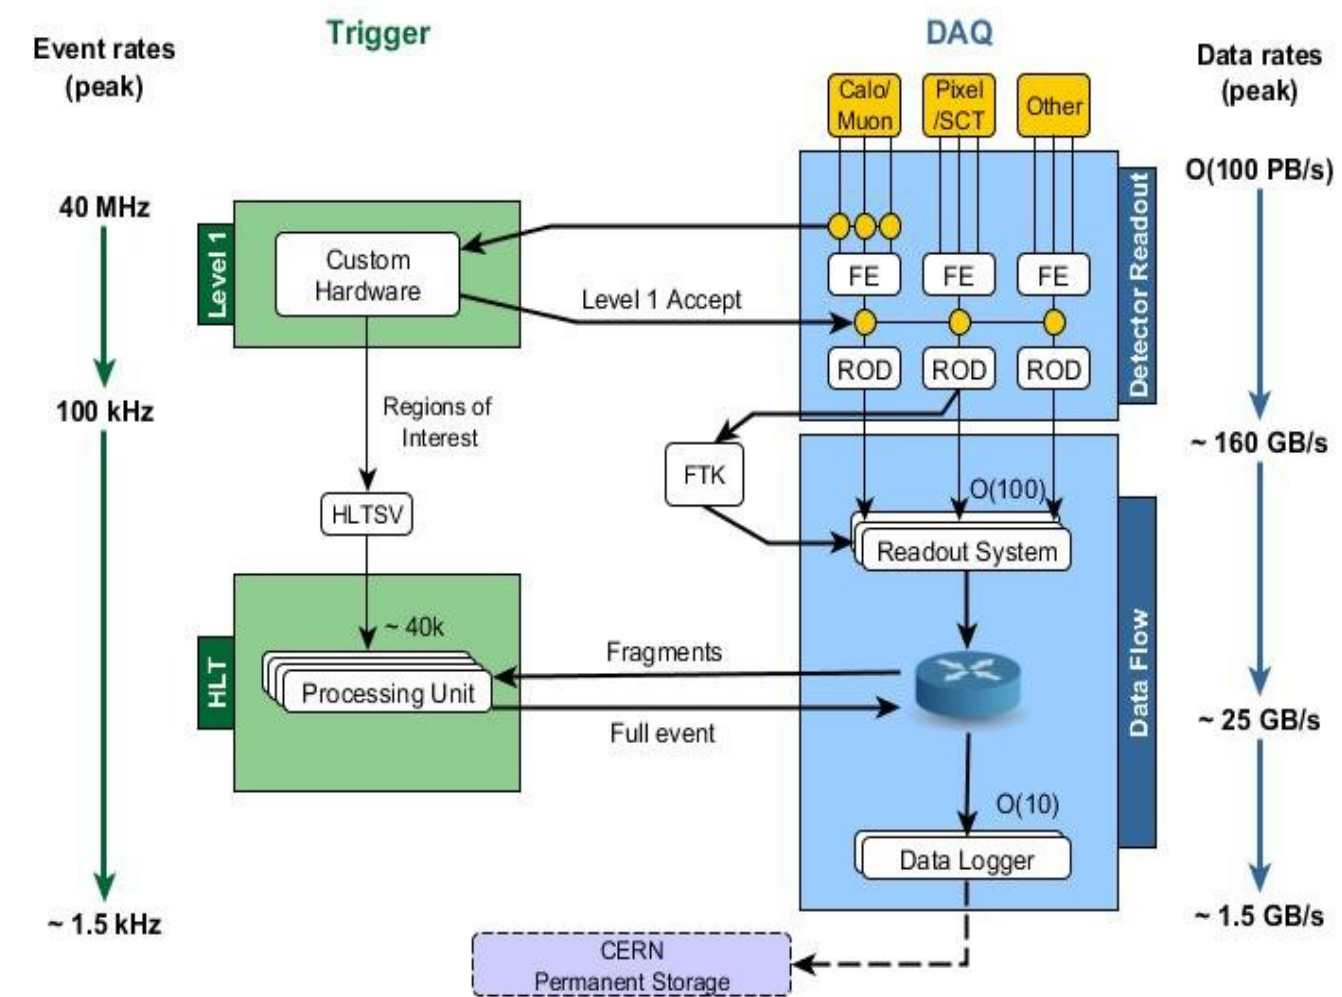 Trigger
DAQ
Event rates
(peak)
Data rates
(peak)
Calo/
Muon
Pixel
/SCT
Other
O(100 PB/s)
40 MHz
Level 1
Custom
Hardware
FE
FE
FE
Detector Readout
Level 1 Accept
ROD
ROD
ROD
100 kHz
Regions of
Interest
~ 160 GB/s
FTK
O(100)
HLTSV
Readout System
~ 40k
HLT
Processing Unit
Fragments
Full event
Data Flow
~ 25 GB/s
O(10)
Data Logger
~ 1.5 kHz
~ 1.5 GB/s
CERN
Permanent Storage